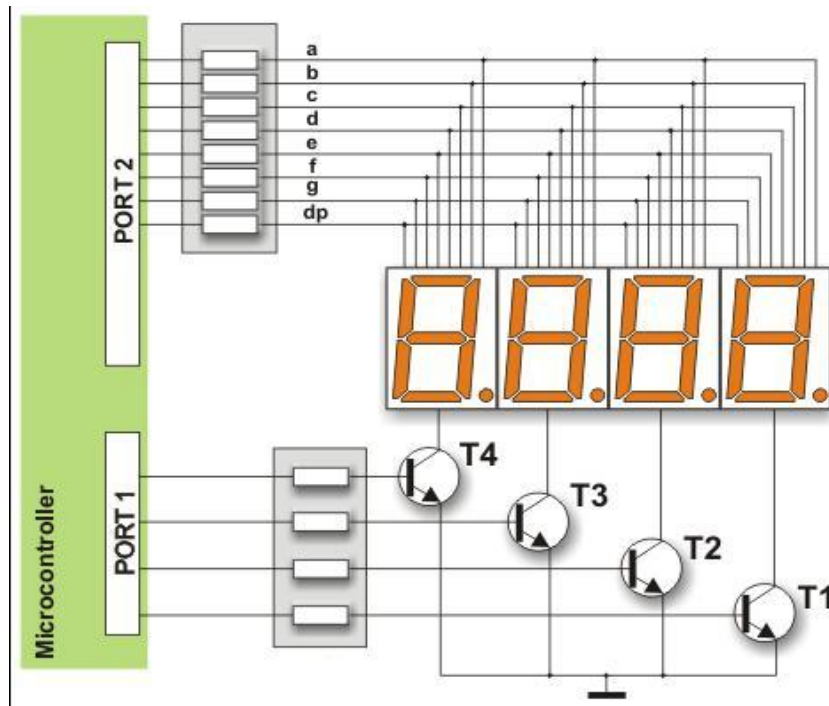 a
b
c
d
e
f
g
dp
PORT 2
T4
T3
T2
T1
PORT 1
Microcontroller